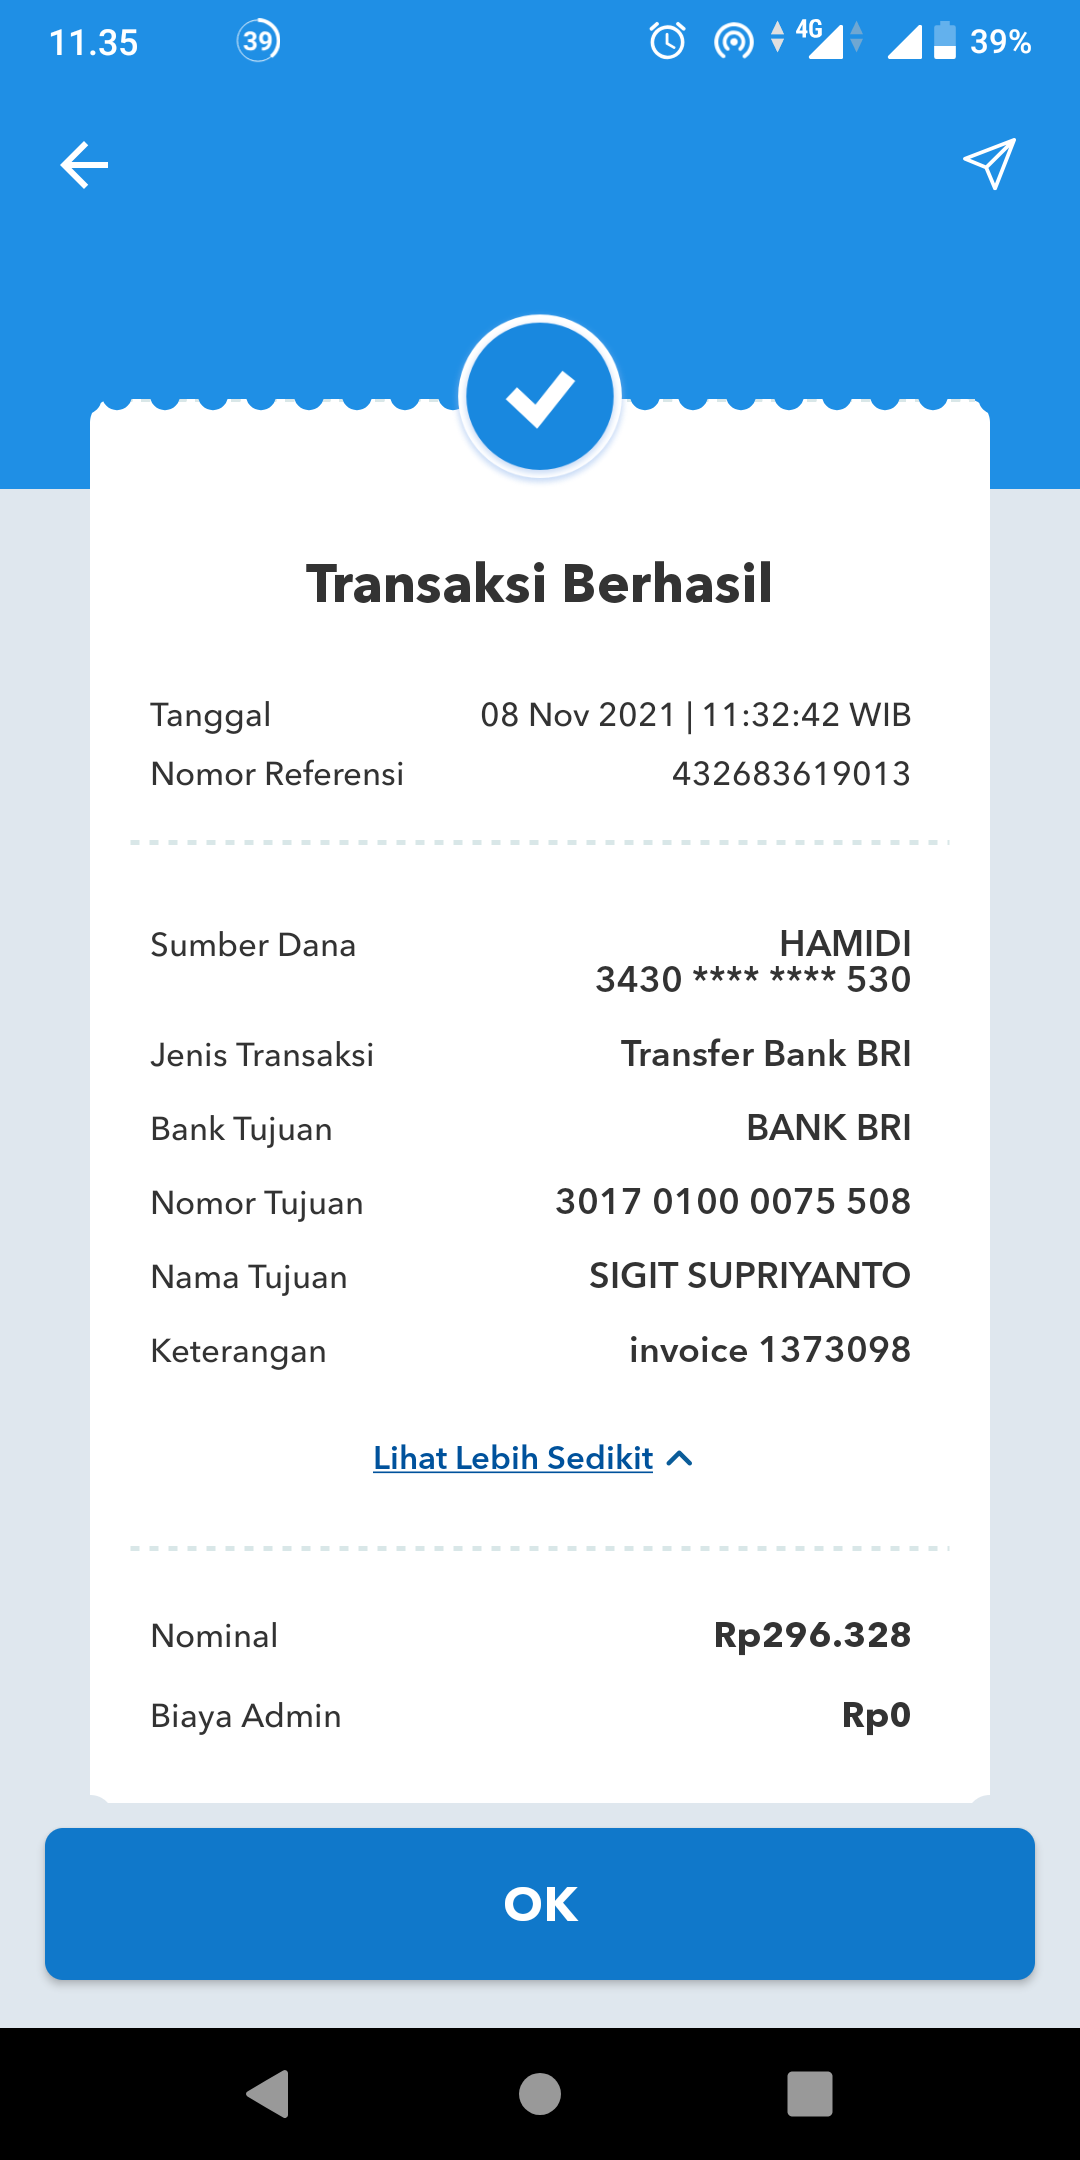 11.35 39 4G 39%
Transaksi Berhasil
Tanggal 08 Nov 2021 | 11:32:42 WIB
Nomor Referensi 432683619013
Sumber Dana HAMIDI
3430 **** **** 530
Jenis Transaksi Transfer Bank BRI
Bank Tujuan BANK BRI
Nomor Tujuan 3017 0100 0075 508
Nama Tujuan SIGIT SUPRIYANTO
Keterangan invoice 1373098
Lihat Lebih Sedikit
Nominal Rp296.328
Biaya Admin Rp0
OK